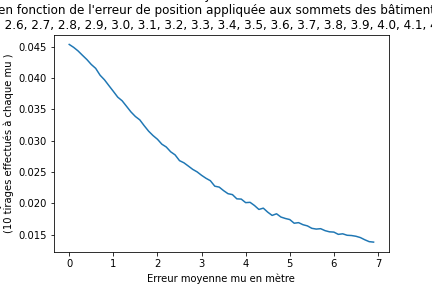 en fonction de l'erreur de position appliquée aux sommets des bâtiment
2.6, 2.7, 2.8, 2.9, 3.0, 3.1, 3.2, 3.3, 3.4, 3.5, 3.6, 3.7, 3.8, 3.9, 4.0, 4.1,
0.045
0.040
0.035
0.030
0.025
0.020
0.015
(10 tirages effectués à chaque mu )
0 1 2 3 4 5 6 7
Erreur moyenne mu en mètre